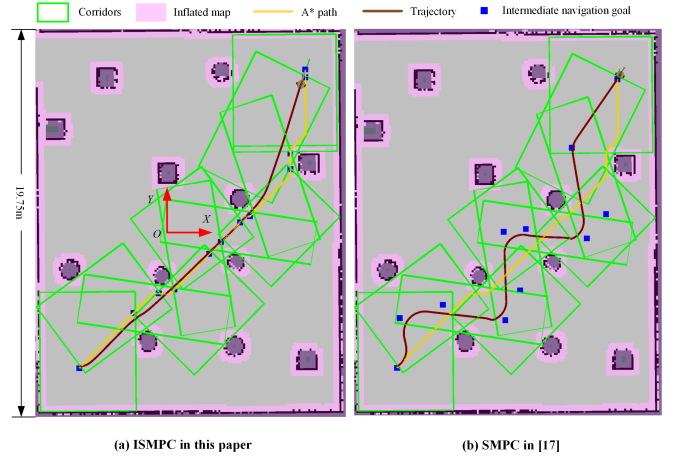 Corridors Inflated map A* path Trajectory Intermediate navigation goal
19.75m
Y
O X
(a) ISMPC in this paper (b) SMPC in [17]